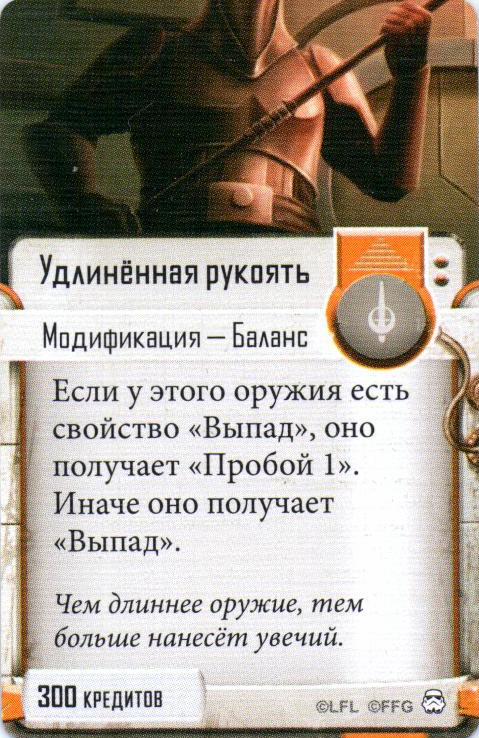 Удлинённая рукоять
Модификация — Баланс
Если у этого оружия есть
свойство «Выпад», оно
получает «Пробой 1».
Иначе оно получает
«Выпад».
Чем длиннее оружие, тем
больше нанесёт увечий.
300 КРЕДИТОВ
©LFL ©FFG